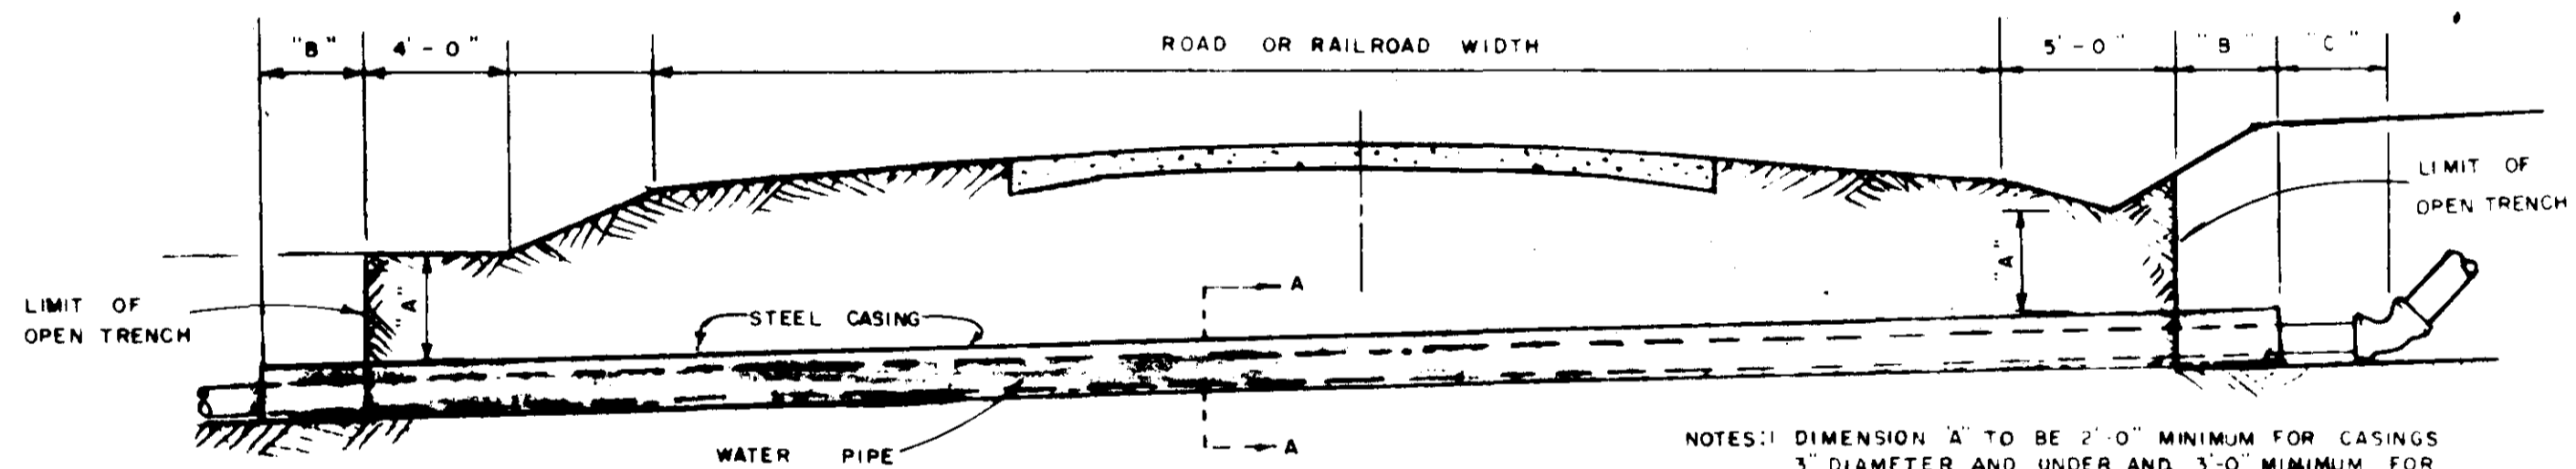 "B" 4'-0" ROAD OR RAILROAD WIDTH 5'-0" "B" "C"
LIMIT OF
OPEN TRENCH
"A"
"A"
LIMIT OF
OPEN TRENCH
STEEL CASING
A
A
WATER PIPE
NOTES: 1 DIMENSION "A" TO BE 2'-0" MINIMUM FOR CASINGS
3" DIAMETER AND UNDER AND 3'-0" MINIMUM FOR